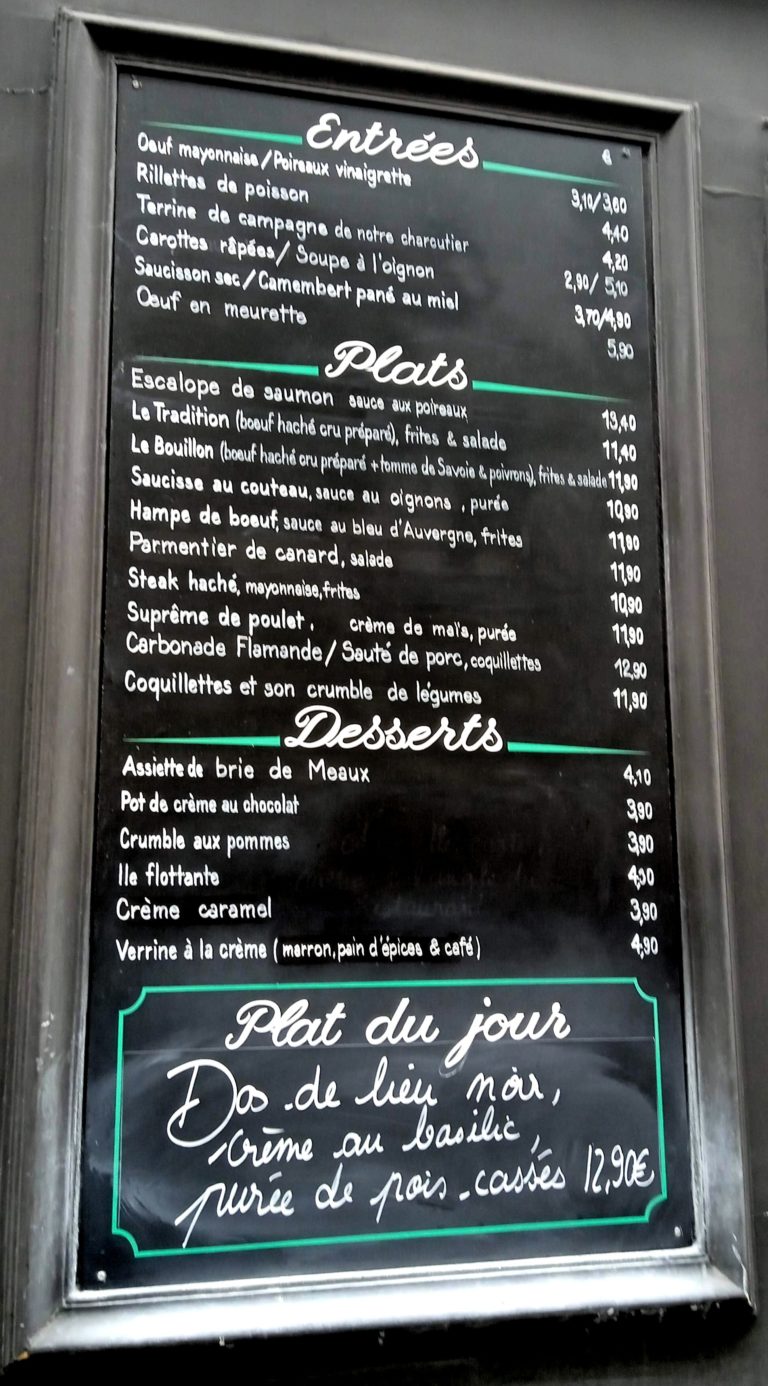 Entrées
€
Oeuf mayonnaise/Poireaux vinaigrette 3,10/3,60
Rillettes de poisson 4,40
Terrine de campagne de notre charcutier 4,20
Carottes râpées/Soupe à l'oignon 2,90/5,10
Saucisson sec/Camembert pané au miel 3,70/4,90
Oeuf en meurette 5,90
Plats
Escalope de saumon sauce aux poireaux 13,40
Le Tradition (boeuf haché cru préparé), frites & salade 11,40
Le Bouillon (boeuf haché cru préparé + tomme de Savoie & poivrons), frites & salade 11,90
Saucisse au couteau, sauce au oignons, purée 10,90
Hampe de boeuf, sauce au bleu d'Auvergne, frites 11,90
Parmentier de canard, salade 11,90
Steak haché, mayonnaise, frites 10,90
Suprême de poulet, crème de maïs, purée 11,90
Carbonade Flamande/Sauté de porc, coquillettes 12,90
Coquillettes et son crumble de légumes 11,90
Desserts
Assiette de brie de Meaux 4,10
Pot de crème au chocolat 3,90
Crumble aux pommes 3,90
Ile flottante
Crème caramel 3,90
Verrine à la crème (marron, pain d'épices & café) 4,90
Plat du jour
Dos de lieu noir,
crème au basilic,
purée de pois-cassés 12,90€